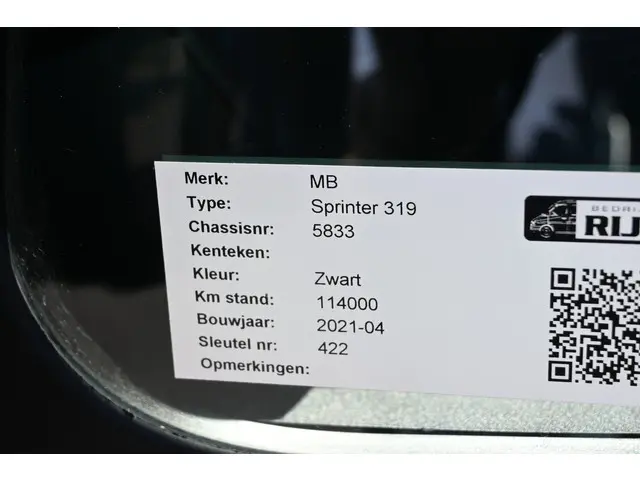 Merk: MB
Type: Sprinter 319
Chassisnr: 5833
Kenteken:
Kleur: Zwart
Km stand: 114000
Bouwjaar: 2021-04
Sleutel nr: 422
Opmerkingen: